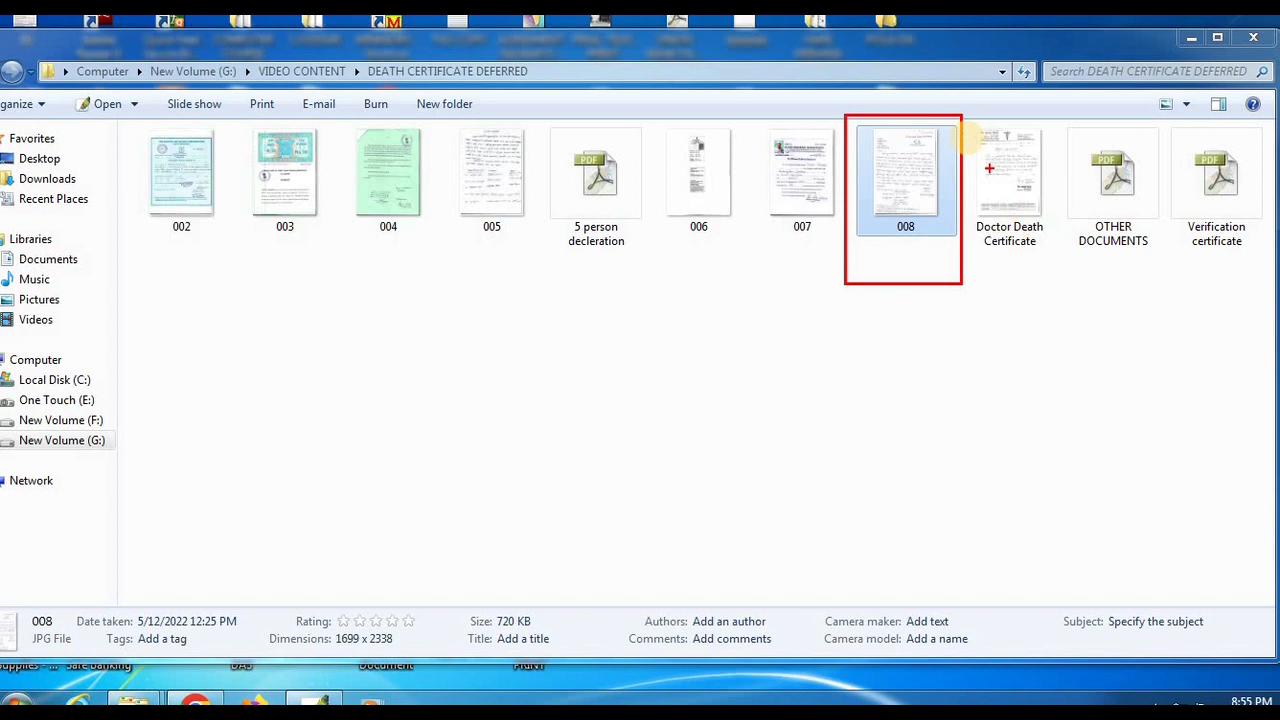 Computer
New Volume (G:)
VIDEO CONTENT
DEATH CERTIFICATE DEFERRED
Search DEATH CERTIFICATE DEFERRED
ganize
Open
Slide show
Print
E-mail
Burn
New folder
Favorites
Desktop
Downloads
Recent Places
Libraries
Documents
Music
Pictures
Videos
Computer
Local Disk (C:)
One Touch (E:)
New Volume (F:)
New Volume (G:)
Network
002
003
004
005
PDF
5 person
decleration
006
007
008
Doctor Death
Certificate
PDF
OTHER
DOCUMENTS
PDF
Verification
certificate
008
Date taken: 5/12/2022 12:25 PM
Rating:
Size: 720 KB
Authors: Add an author
Camera maker: Add text
Subject: Specify the subject
JPG File
Tags: Add a tag
Dimensions: 1699 x 2338
Title: Add a title
Comments: Add comments
Camera model: Add a name
8:55 PM